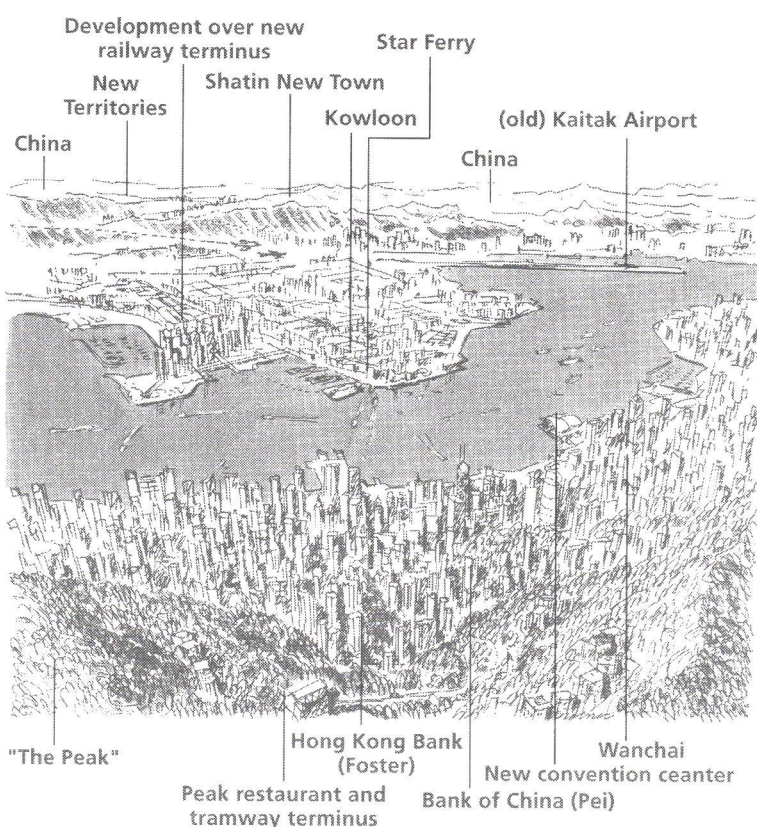 Development over new
railway terminus
Star Ferry
New
Territories
Shatin New Town
Kowloon
(old) Kaitak Airport
China
China
"The Peak"
Hong Kong Bank
(Foster)
Wanchai
New convention ceanter
Peak restaurant and
tramway terminus
Bank of China (Pei)